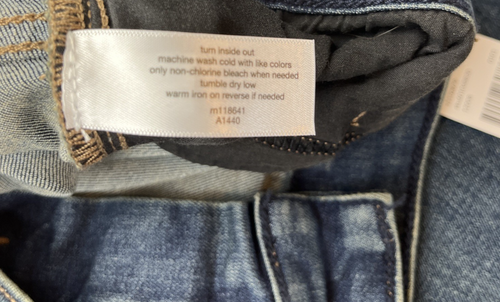 turn inside out
machine wash cold with like colors
only non-chlorine bleach when needed
tumble dry low
warm iron on reverse if needed
m118641
A1440